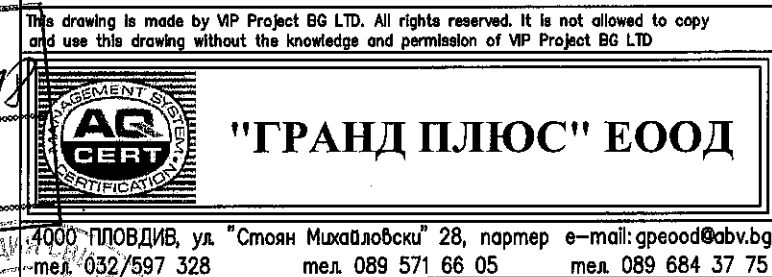 This drawing is made by VIP Project BG LTD. All rights reserved. It is not allowed to copy
and use this drawing without the knowledge and permission of VIP Project BG LTD
MANAGEMENT SYSTEM
AQ
CERT
CERTIFICATION
"ГРАНД ПЛЮС" ЕООД
4000 ПЛОВДИВ, ул. "Стоян Михайловски" 28, партер e-mail: gpeood@abv.bg
тел. 032/597 328 тел. 089 571 66 05 тел. 089 684 37 75